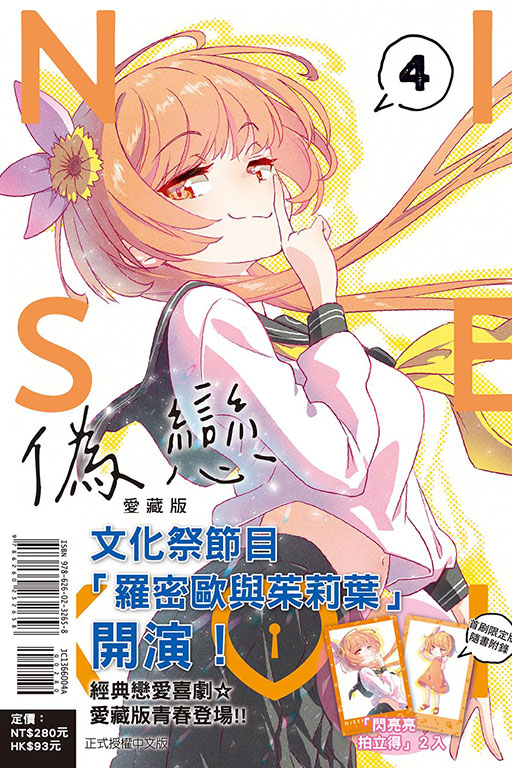 N I
4
S E
偽戀
愛藏版
文化祭節目
「羅密歐與茱莉葉」
開演！
經典戀愛喜劇☆
愛藏版青春登場!!
正式授權中文版
ISBN 978-626-02-3265-8
JC1366004A
00280
定價：
NT$280元
HK$93元
首刷限定版
隨書附錄
NISEKOI
「閃亮亮
拍立得」2入